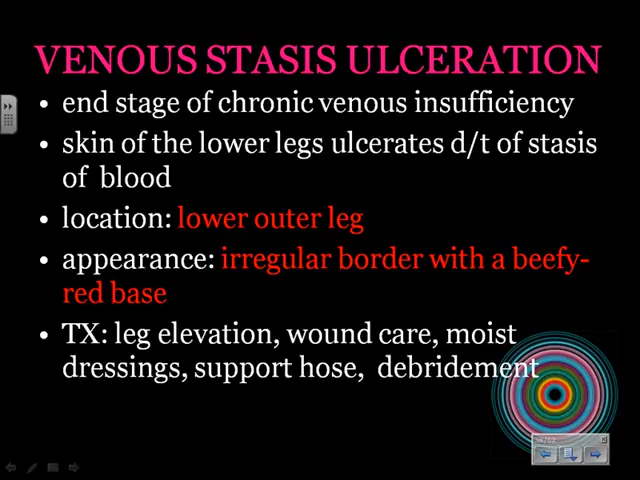 VENOUS STASIS ULCERATION
• end stage of chronic venous insufficiency
• skin of the lower legs ulcerates d/t of stasis
of blood
• location: lower outer leg
• appearance: irregular border with a beefy-
red base
• TX: leg elevation, wound care, moist
dressings, support hose, debridement